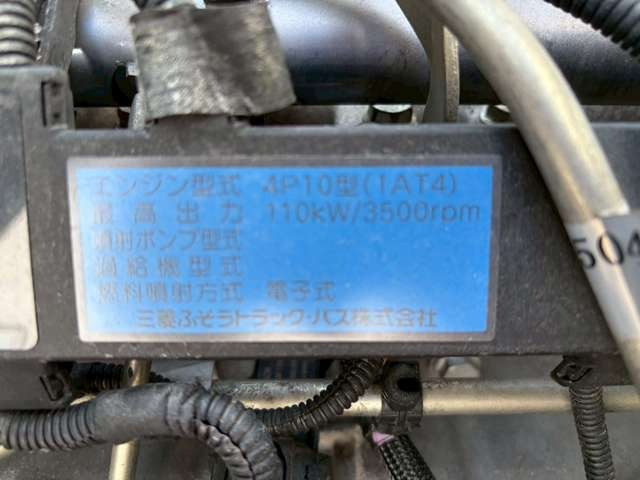 エンジン型式 4P10型(1AT4)
最高出力 110kW/3500rpm
噴射ポンプ型式
過給機型式
燃料噴射方式 電子式
三菱ふそうトラック・バス株式会社
504